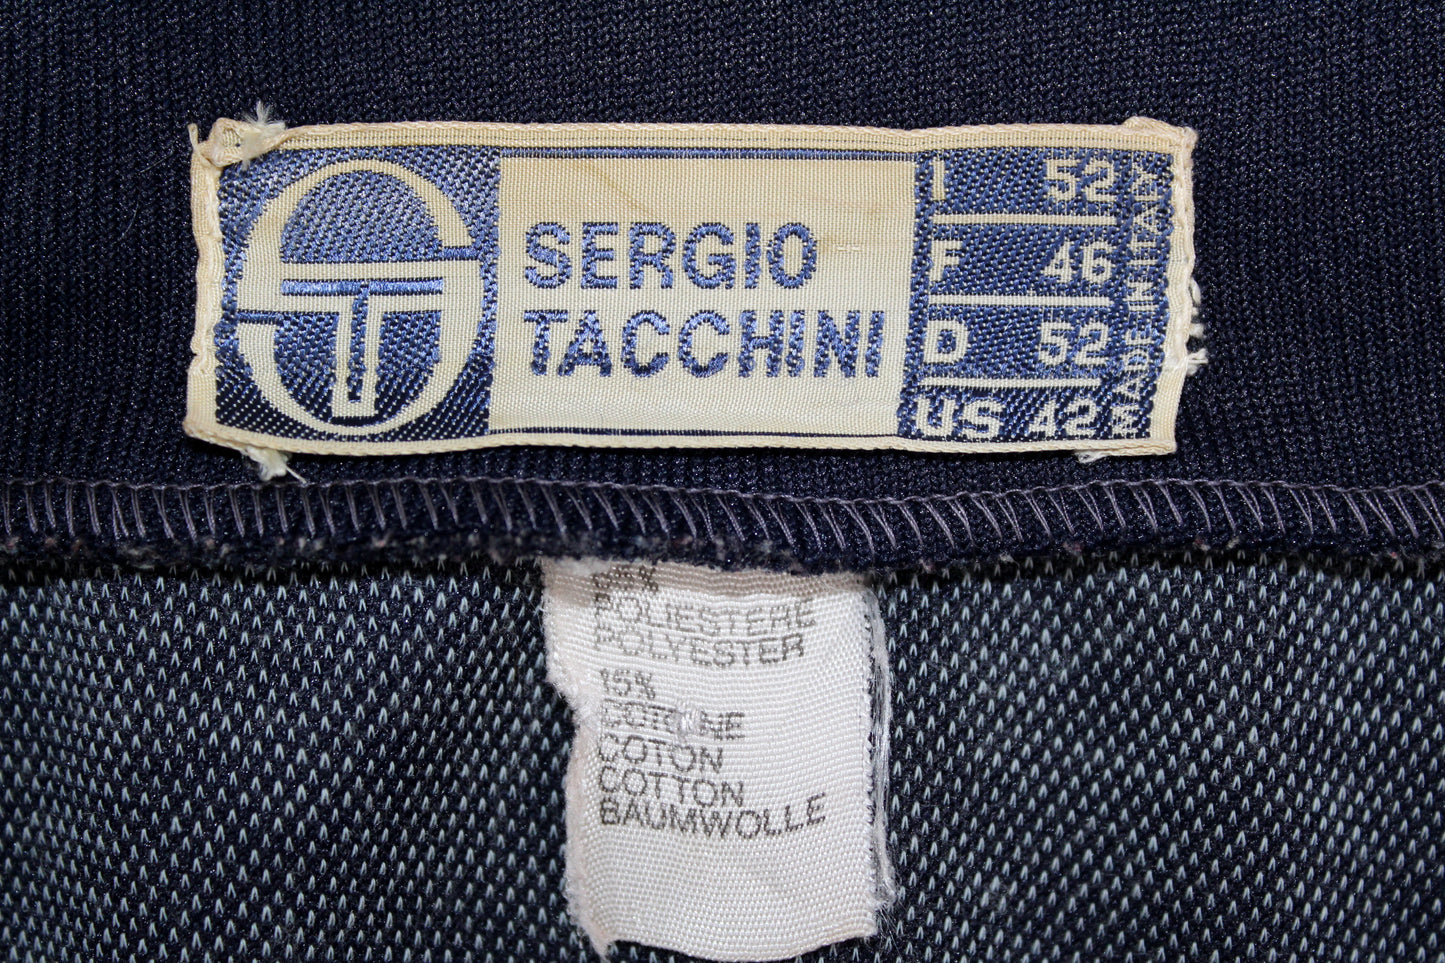 SERGIO
TACCHINI
I 52
F 46
D 52
US 42
MADE IN ITALY
POLIESTERE
POLYESTER
15%
COTONE
COTON
COTTON
BAUMWOLLE